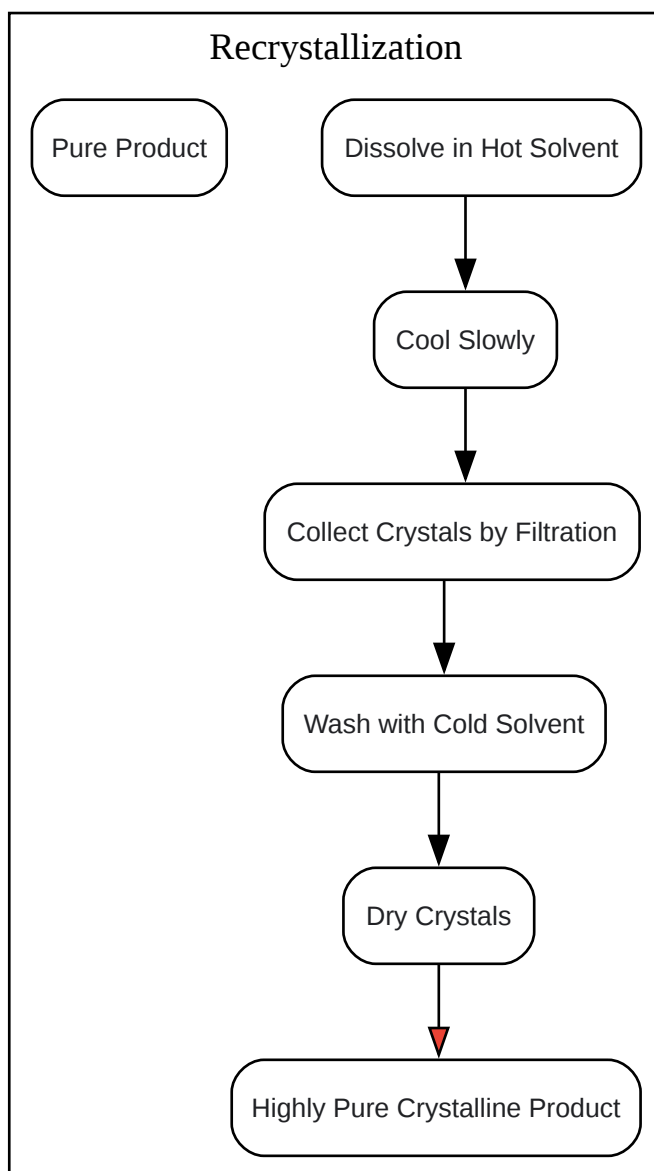 Recrystallization
Pure Product
Dissolve in Hot Solvent
Cool Slowly
Collect Crystals by Filtration
Wash with Cold Solvent
Dry Crystals
Highly Pure Crystalline Product